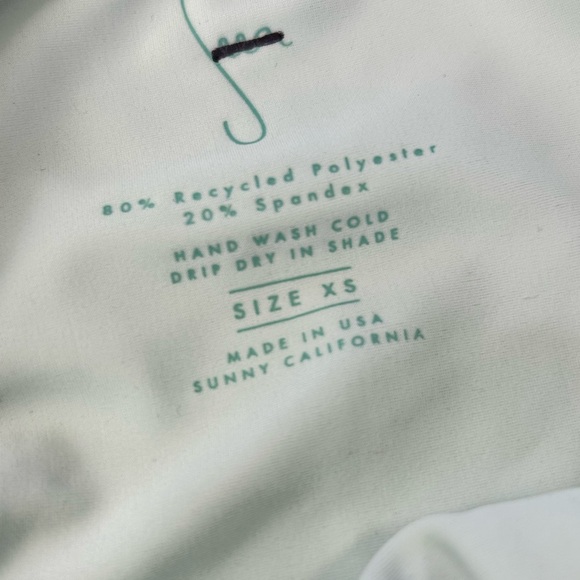 80% Recycled Polyester
20% Spandex
HAND WASH COLD
DRIP DRY IN SHADE
SIZE XS
MADE IN USA
SUNNY CALIFORNIA